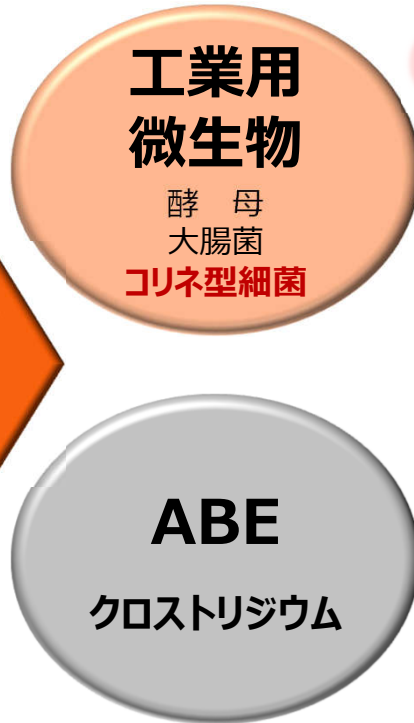 工業用
微生物
酵　母
大腸菌
コリネ型細菌
ABE
クロストリジウム